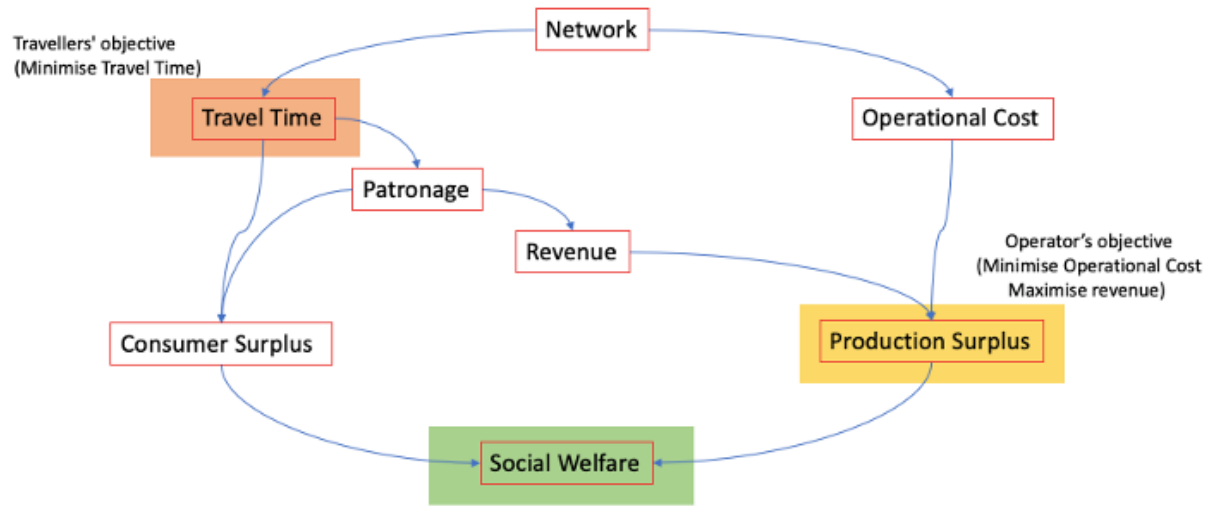 Network
Travellers' objective
(Minimise Travel Time)
Travel Time
Operational Cost
Patronage
Revenue
Operator’s objective
(Minimise Operational Cost
Maximise revenue)
Consumer Surplus
Production Surplus
Social Welfare